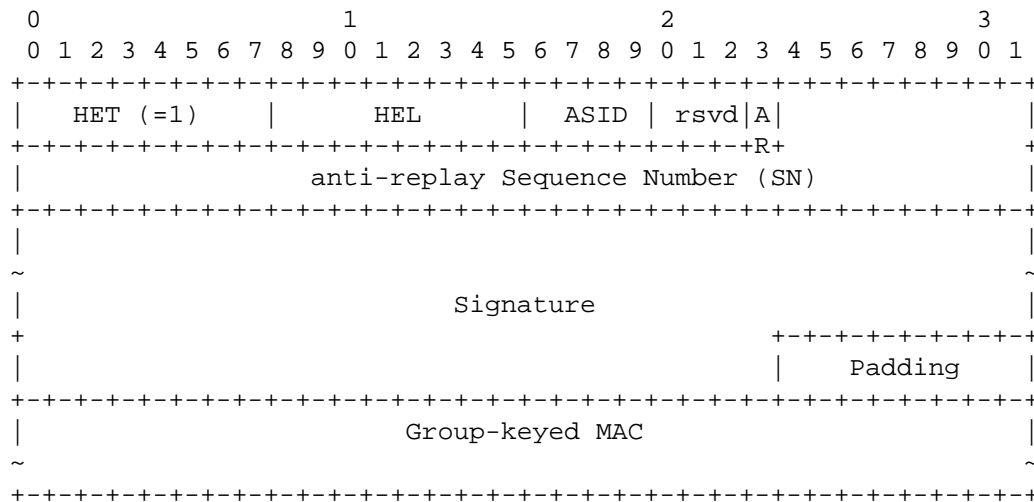 0                   1                   2                   3
 0 1 2 3 4 5 6 7 8 9 0 1 2 3 4 5 6 7 8 9 0 1 2 3 4 5 6 7 8 9 0 1
+-+-+-+-+-+-+-+-+-+-+-+-+-+-+-+-+-+-+-+-+-+-+-+-+-+-+-+-+-+-+-+-+
|   HET (=1)    |      HEL      |  ASID | rsvd|A|               |
+-+-+-+-+-+-+-+-+-+-+-+-+-+-+-+-+-+-+-+-+-+-+-+R+               +
|                  anti-replay Sequence Number (SN)             |
+-+-+-+-+-+-+-+-+-+-+-+-+-+-+-+-+-+-+-+-+-+-+-+-+-+-+-+-+-+-+-+-+
|                                                               |
~                                                               ~
|                           Signature                           |
+                                               +-+-+-+-+-+-+-+-+
|                                               |    Padding    |
+-+-+-+-+-+-+-+-+-+-+-+-+-+-+-+-+-+-+-+-+-+-+-+-+-+-+-+-+-+-+-+-+
|                        Group-keyed MAC                        |
~                                                               ~
+-+-+-+-+-+-+-+-+-+-+-+-+-+-+-+-+-+-+-+-+-+-+-+-+-+-+-+-+-+-+-+-+